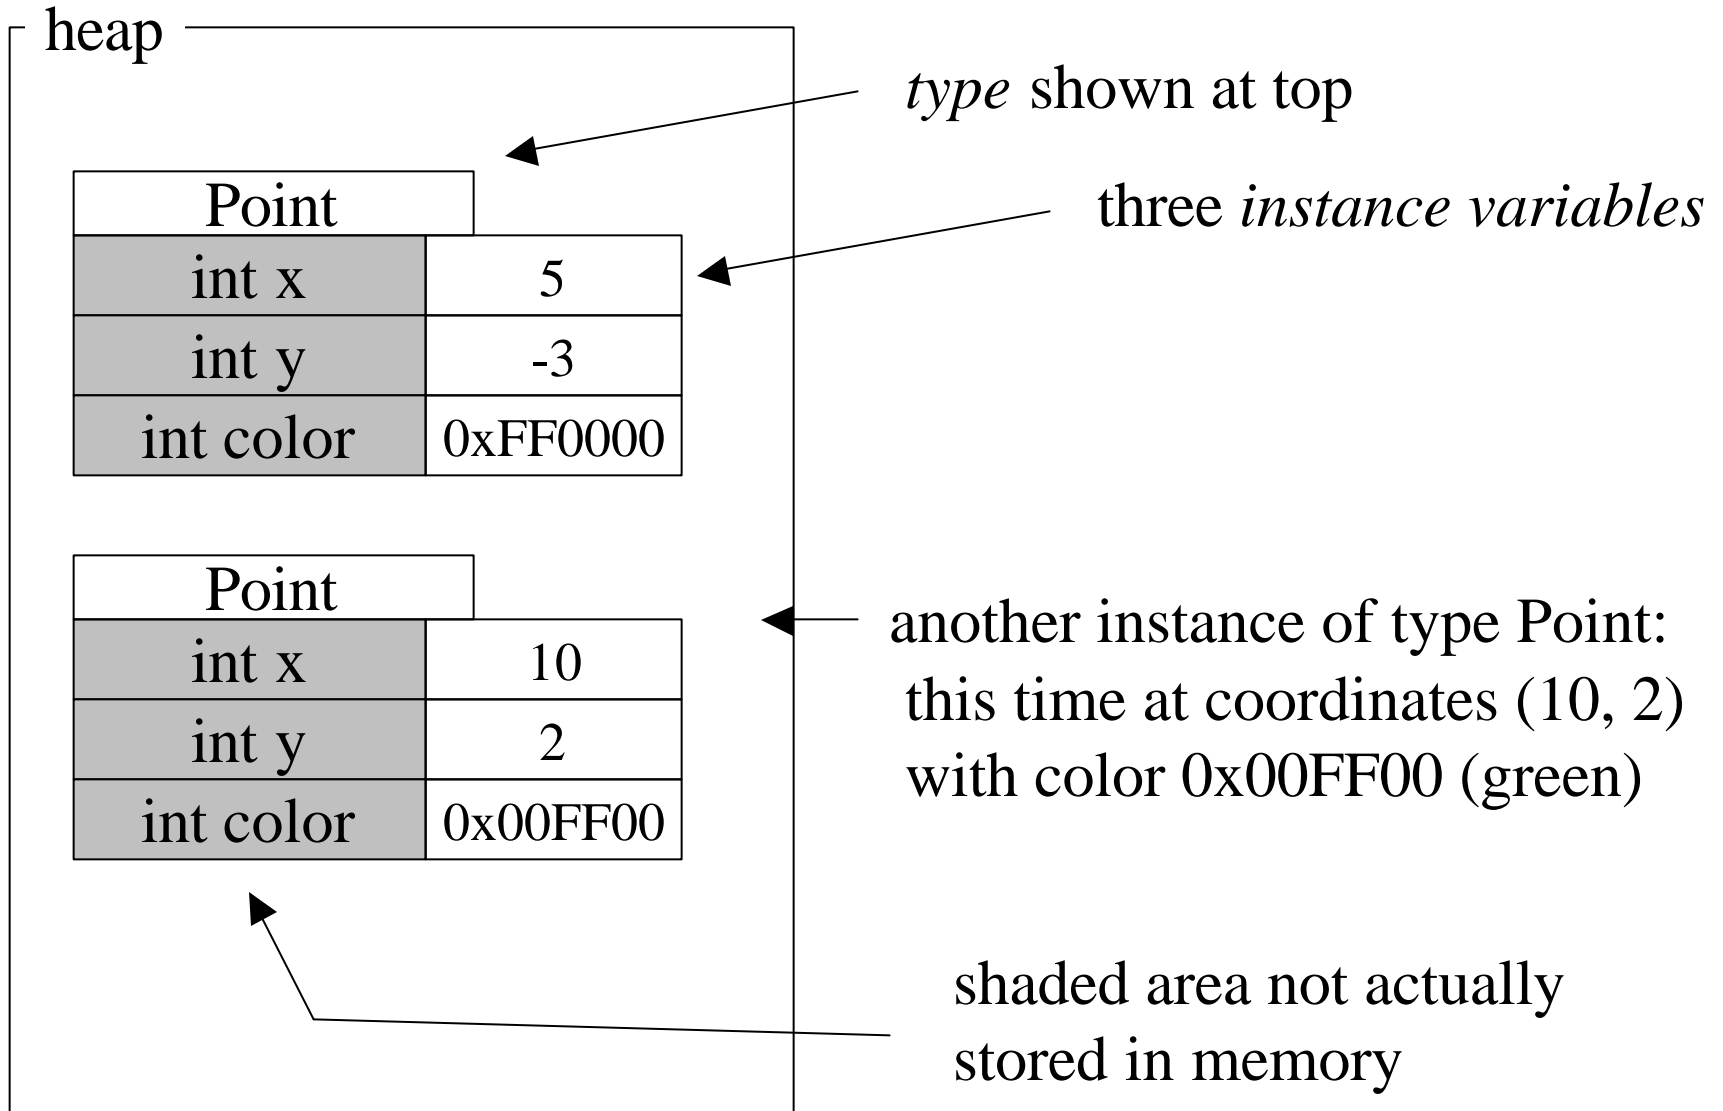 heap
type shown at top
three instance variables
Point
int x 5
int y -3
int color 0xFF0000
Point
int x 10
int y 2
int color 0x00FF00
another instance of type Point:
this time at coordinates (10, 2)
with color 0x00FF00 (green)
shaded area not actually
stored in memory